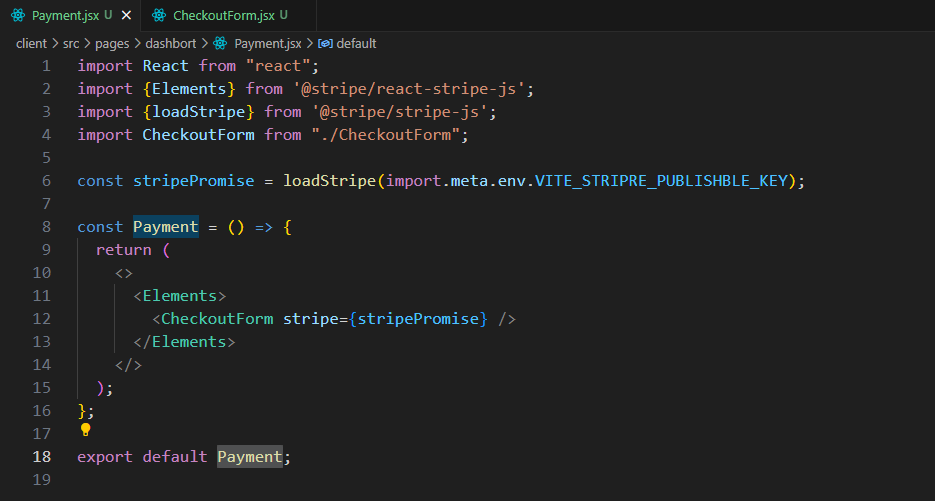 Payment.jsx U CheckoutForm.jsx U
client > src > pages > dashbort > Payment.jsx > default
1 import React from "react";
2 import {Elements} from '@stripe/react-stripe-js';
3 import {loadStripe} from '@stripe/stripe-js';
4 import CheckoutForm from "./CheckoutForm";
5
6 const stripePromise = loadStripe(import.meta.env.VITE_STRIPRE_PUBLISHBLE_KEY);
7
8 const Payment = () => {
9 return (
10 <>
11 <Elements>
12 <CheckoutForm stripe={stripePromise} />
13 </Elements>
14 </>
15 );
16 };
17
18 export default Payment;
19